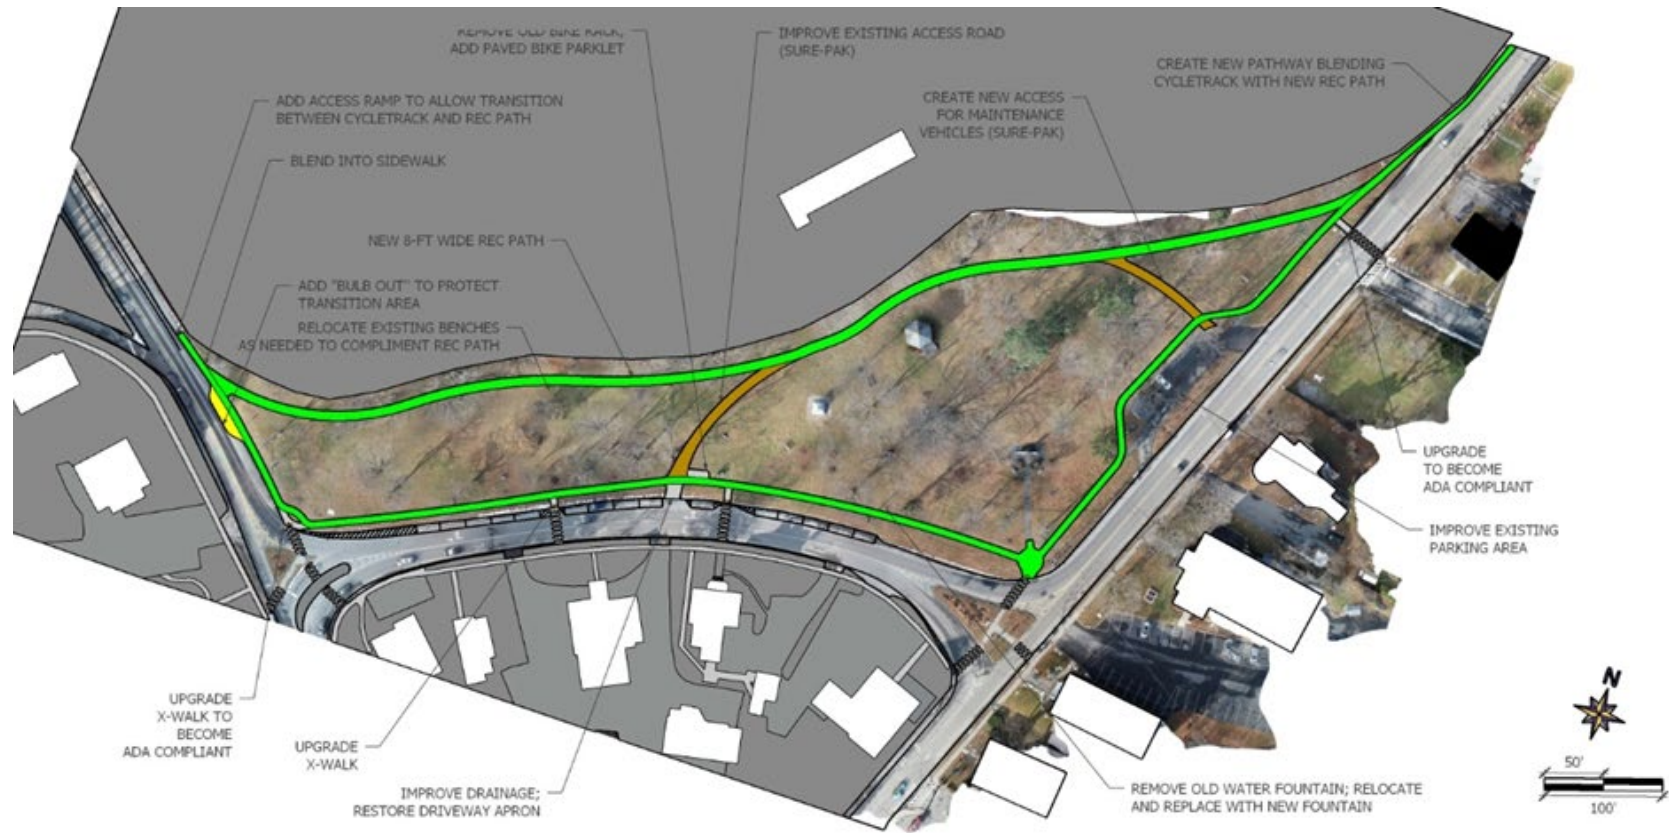 REMOVE OLD BIKE RACK,
ADD PAVED BIKE PARKLET
IMPROVE EXISTING ACCESS ROAD
(SURE-PAK)
CREATE NEW PATHWAY BLENDING
CYCLETRACK WITH NEW REC PATH
CREATE NEW ACCESS
FOR MAINTENANCE
VEHICLES (SURE-PAK)
ADD ACCESS RAMP TO ALLOW TRANSITION
BETWEEN CYCLETRACK AND REC PATH
BLEND INTO SIDEWALK
NEW 8-FT WIDE REC PATH
ADD "BULB OUT" TO PROTECT
TRANSITION AREA
RELOCATE EXISTING BENCHES
AS NEEDED TO COMPLIMENT REC PATH
UPGRADE
TO BECOME
ADA COMPLIANT
IMPROVE EXISTING
PARKING AREA
UPGRADE
X-WALK TO
BECOME
ADA COMPLIANT
UPGRADE
X-WALK
IMPROVE DRAINAGE;
RESTORE DRIVEWAY APRON
REMOVE OLD WATER FOUNTAIN; RELOCATE
AND REPLACE WITH NEW FOUNTAIN
N
50'
100'